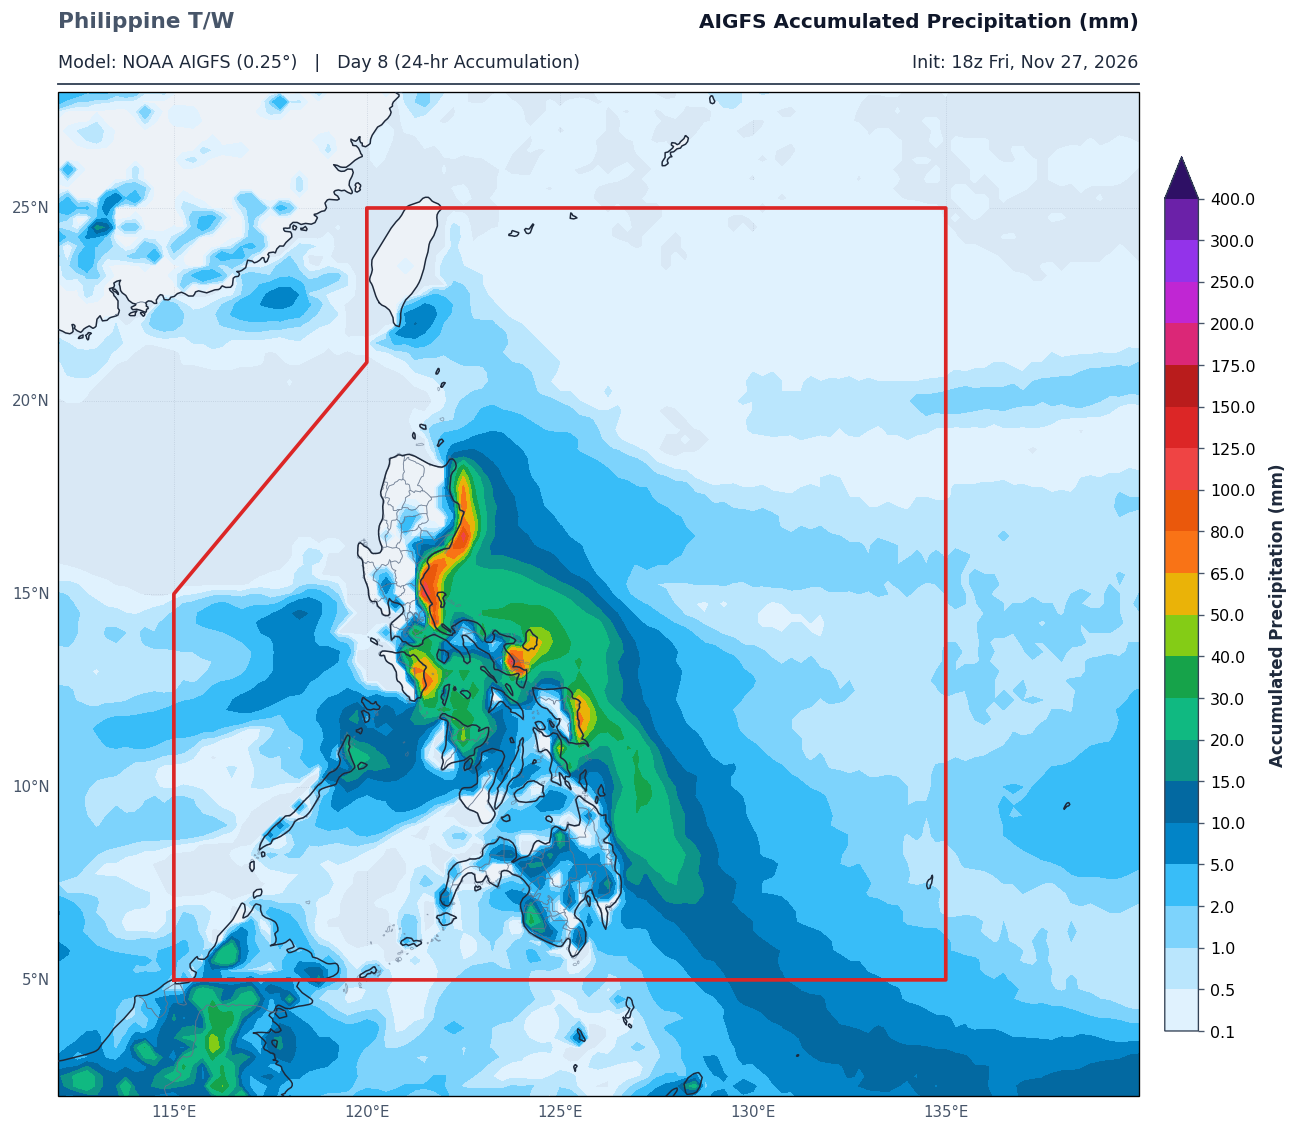 Philippine T/W
AIGFS Accumulated Precipitation (mm)
Model: NOAA AIGFS (0.25°) | Day 8 (24-hr Accumulation)
Init: 18z Fri, Nov 27, 2026
25°N
20°N
15°N
10°N
5°N
115°E
120°E
125°E
130°E
135°E
400.0
300.0
250.0
200.0
175.0
150.0
125.0
100.0
80.0
65.0
50.0
40.0
30.0
20.0
15.0
10.0
5.0
2.0
1.0
0.5
0.1
Accumulated Precipitation (mm)